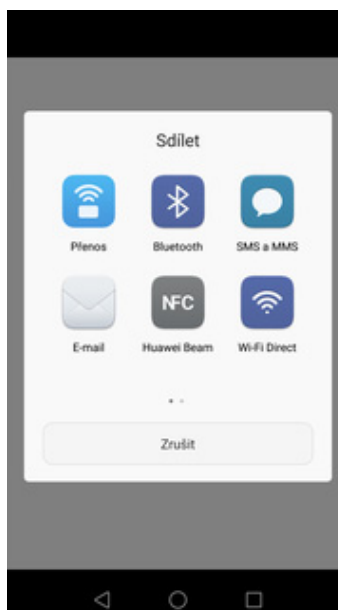 Sdílet
Přenos
Bluetooth
SMS a MMS
E-mail
NFC
Huawei Beam
Wi-Fi Direct
Zrušit